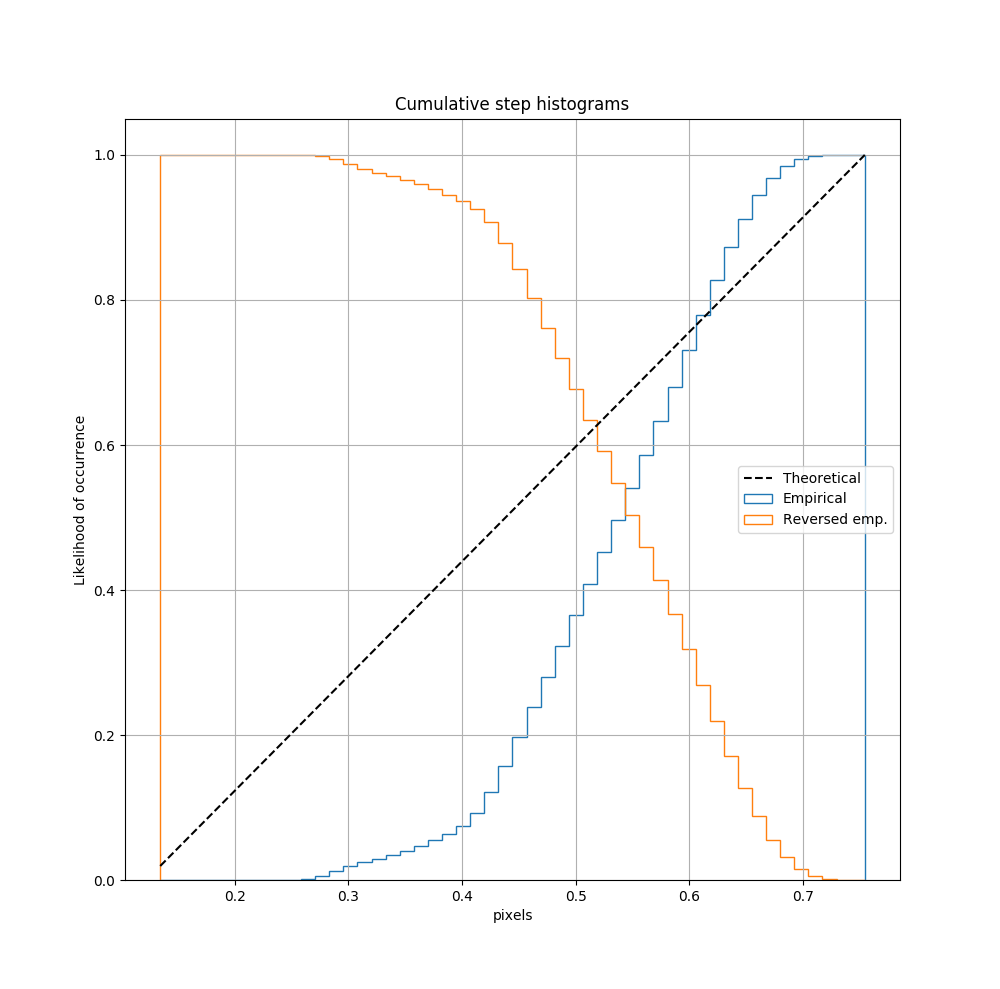 Cumulative step histograms
Likelihood of occurrence
1.0
0.8
0.6
0.4
0.2
0.0
Theoretical
Empirical
Reversed emp.
0.2 0.3 0.4 0.5 0.6 0.7
pixels